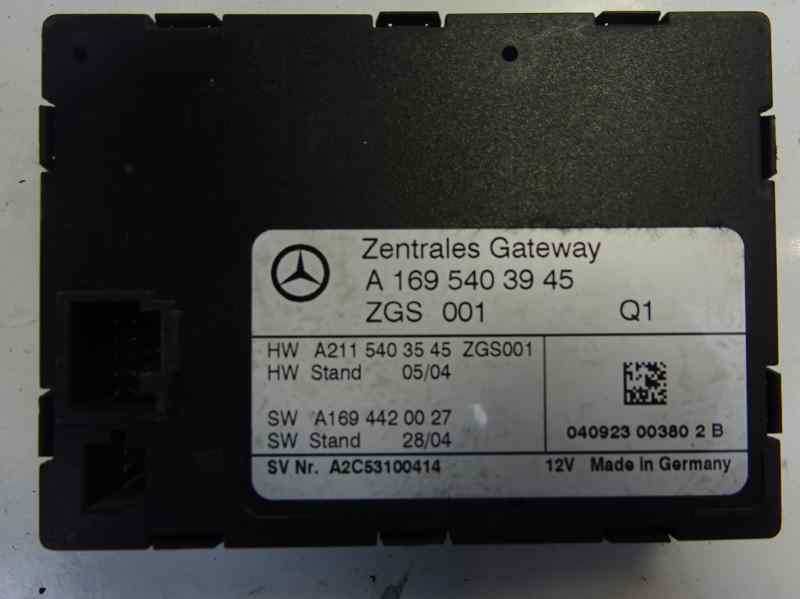 Zentrales Gateway
A 169 540 39 45
ZGS 001 Q1
HW A211 540 35 45 ZGS001
HW Stand 05/04
SW A169 442 00 27
SW Stand 28/04
040923 00380 2 B
SV Nr. A2C53100414 12V Made in Germany